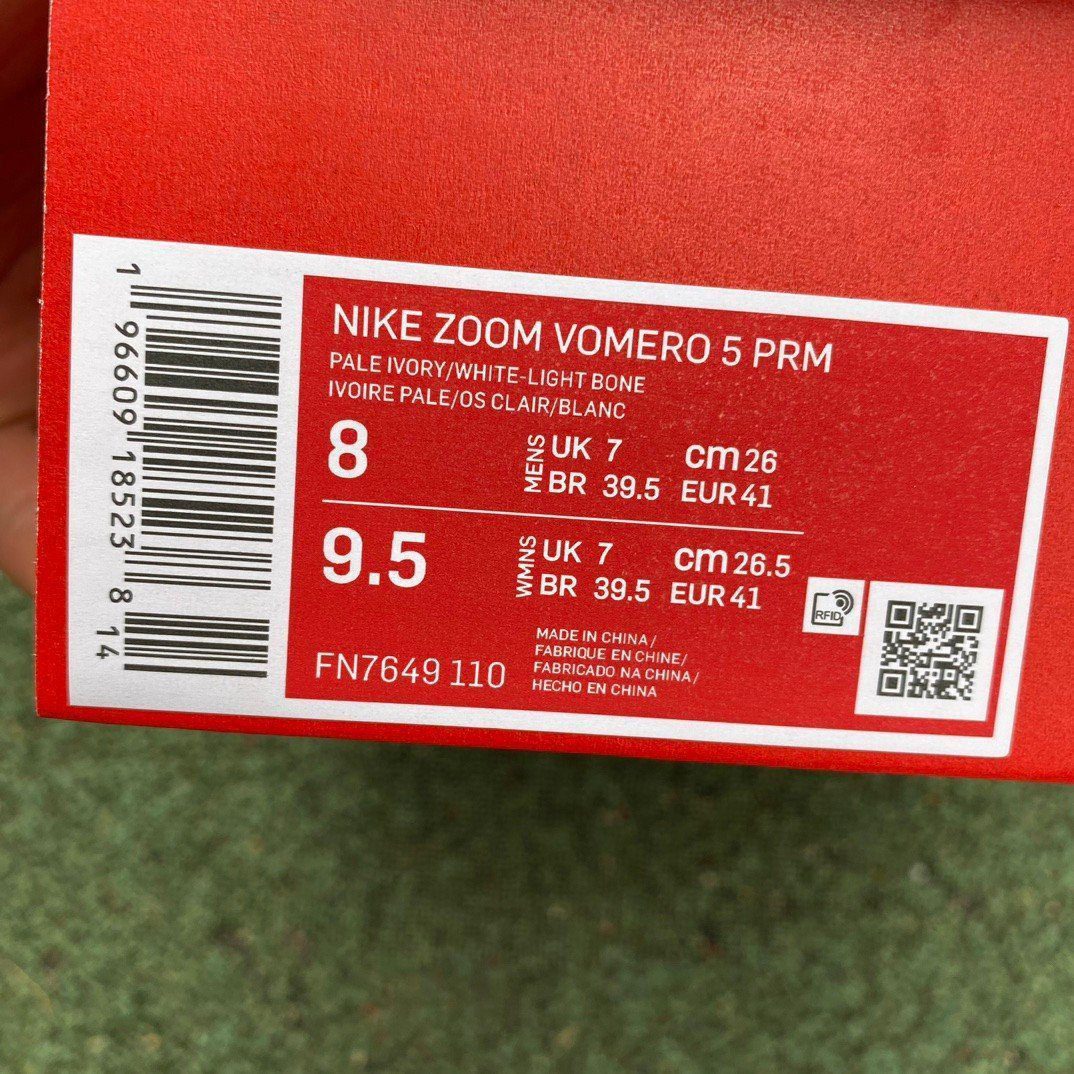 1 96609 18523 8 14
NIKE ZOOM VOMERO 5 PRM
PALE IVORY/WHITE-LIGHT BONE
IVOIRE PALE/OS CLAIR/BLANC
8 MENS UK 7 cm 26
BR 39.5 EUR 41
9.5 WMNS UK 7 cm 26.5
BR 39.5 EUR 41
FN7649 110
MADE IN CHINA/
FABRIQUE EN CHINE/
FABRICADO NA CHINA/
HECHO EN CHINA
RFID